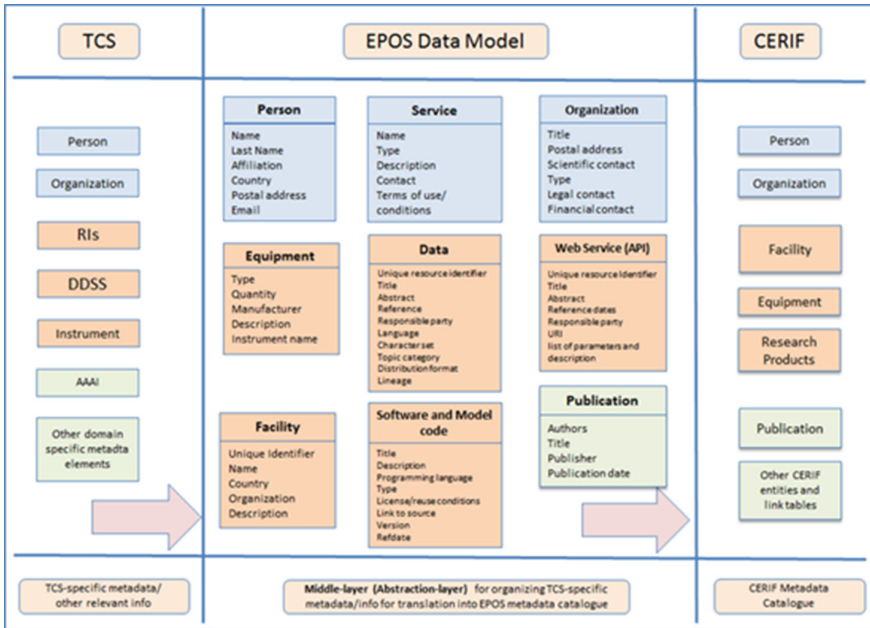 TCS
EPOS Data Model
CERIF
Person
Organization
RIs
DDSS
Instrument
AAAI
Other domain
specific metadta
elements
Person
Name
Last Name
Affiliation
Country
Postal address
Email
Service
Name
Type
Description
Contact
Terms of use/
conditions
Organization
Title
Postal address
Scientific contact
Type
Legal contact
Financial contact
Equipment
Type
Quantity
Manufacturer
Description
Instrument name
Data
Unique resource identifier
Title
Abstract
Reference
Responsible party
Language
Character set
Topic category
Distribution format
Lineage
Web Service (API)
Unique resource Identifier
Title
Abstract
Reference dates
Responsible party
URI
list of parameters and
description
Facility
Unique Identifier
Name
Country
Organization
Description
Software and Model
code
Title
Description
Programming language
Type
License/reuse conditions
Link to source
Version
Refdate
Publication
Authors
Title
Publisher
Publication date
Person
Organization
Facility
Equipment
Research
Products
Publication
Other CERIF
entities and
link tables
TCS-specific metadata/
other relevant info
Middle-layer (Abstraction-layer) for organizing TCS-specific
metadata/info for translation into EPOS metadata catalogue
CERIF Metadata
Catalogue